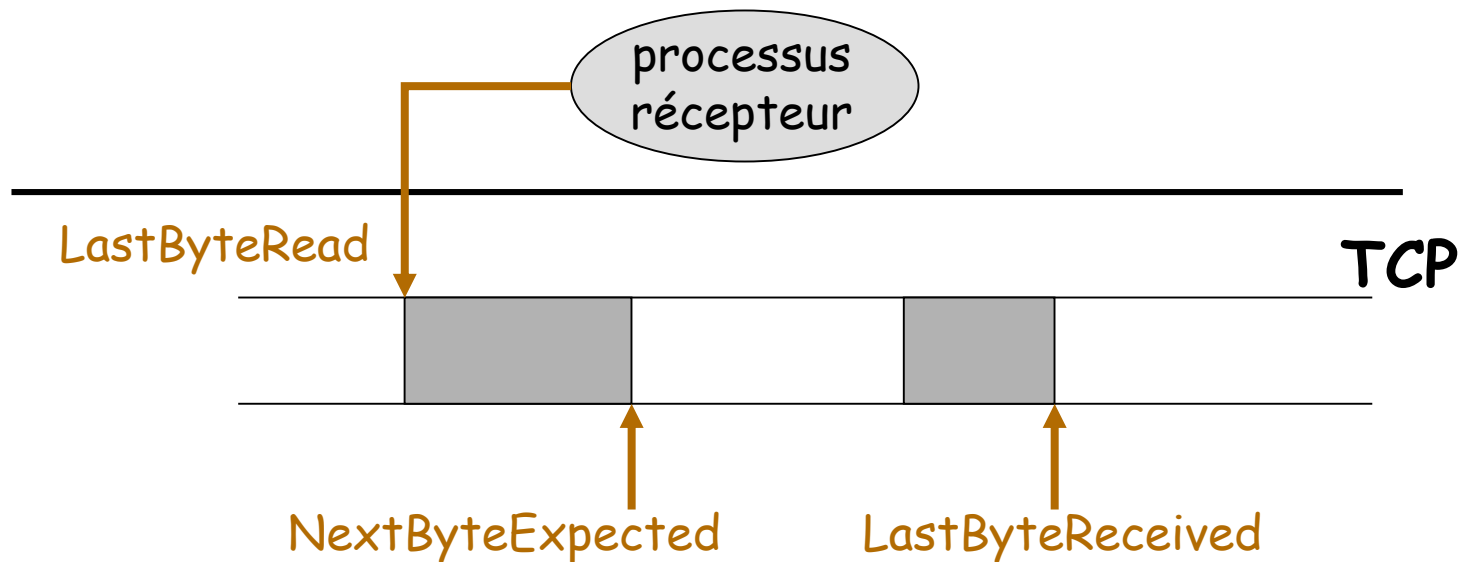 processus
récepteur
LastByteRead
TCP
NextByteExpected
LastByteReceived